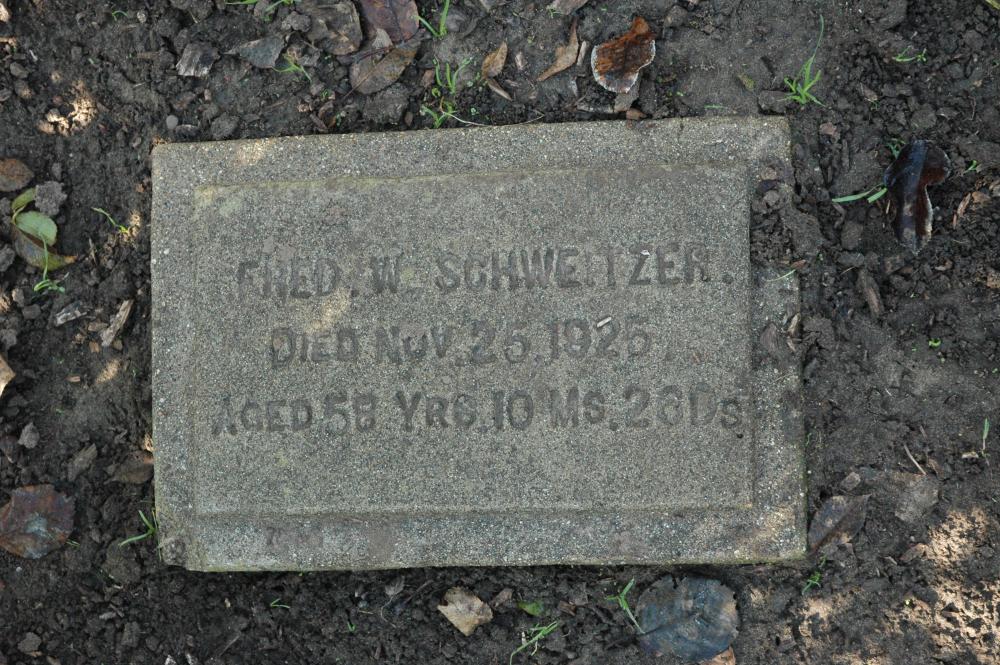 FRED. W. SCHWEITZER.
DIED NOV. 25. 1925.
AGED 58 YRS. 10 MS. 28 DS.